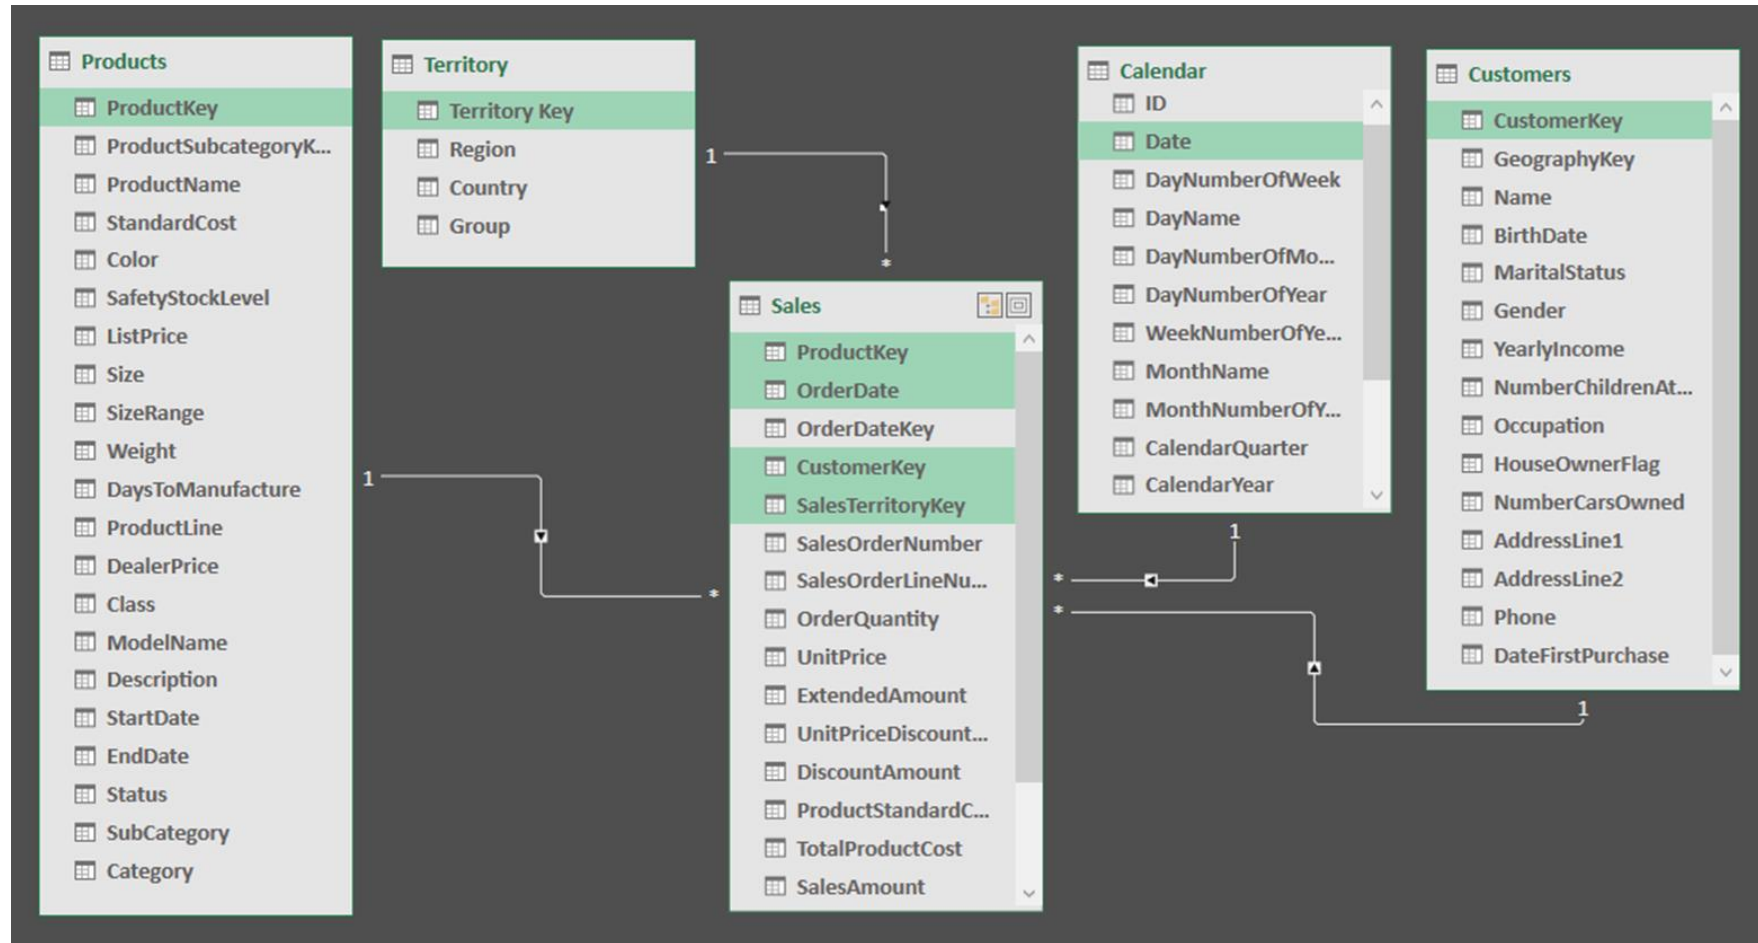 Products
ProductKey
ProductSubcategoryK...
ProductName
StandardCost
Color
SafetyStockLevel
ListPrice
Size
SizeRange
Weight
DaysToManufacture
ProductLine
DealerPrice
Class
ModelName
Description
StartDate
EndDate
Status
SubCategory
Category
Territory
Territory Key
Region
Country
Group
1
*
1
*
Sales
ProductKey
OrderDate
OrderDateKey
CustomerKey
SalesTerritoryKey
SalesOrderNumber
SalesOrderLineNu...
OrderQuantity
UnitPrice
ExtendedAmount
UnitPriceDiscount...
DiscountAmount
ProductStandardC...
TotalProductCost
SalesAmount
Calendar
ID
Date
DayNumberOfWeek
DayName
DayNumberOfMo...
DayNumberOfYear
WeekNumberOfYe...
MonthName
MonthNumberOfY...
CalendarQuarter
CalendarYear
1
*
*
Customers
CustomerKey
GeographyKey
Name
BirthDate
MaritalStatus
Gender
YearlyIncome
NumberChildrenAt...
Occupation
HouseOwnerFlag
NumberCarsOwned
AddressLine1
AddressLine2
Phone
DateFirstPurchase
1